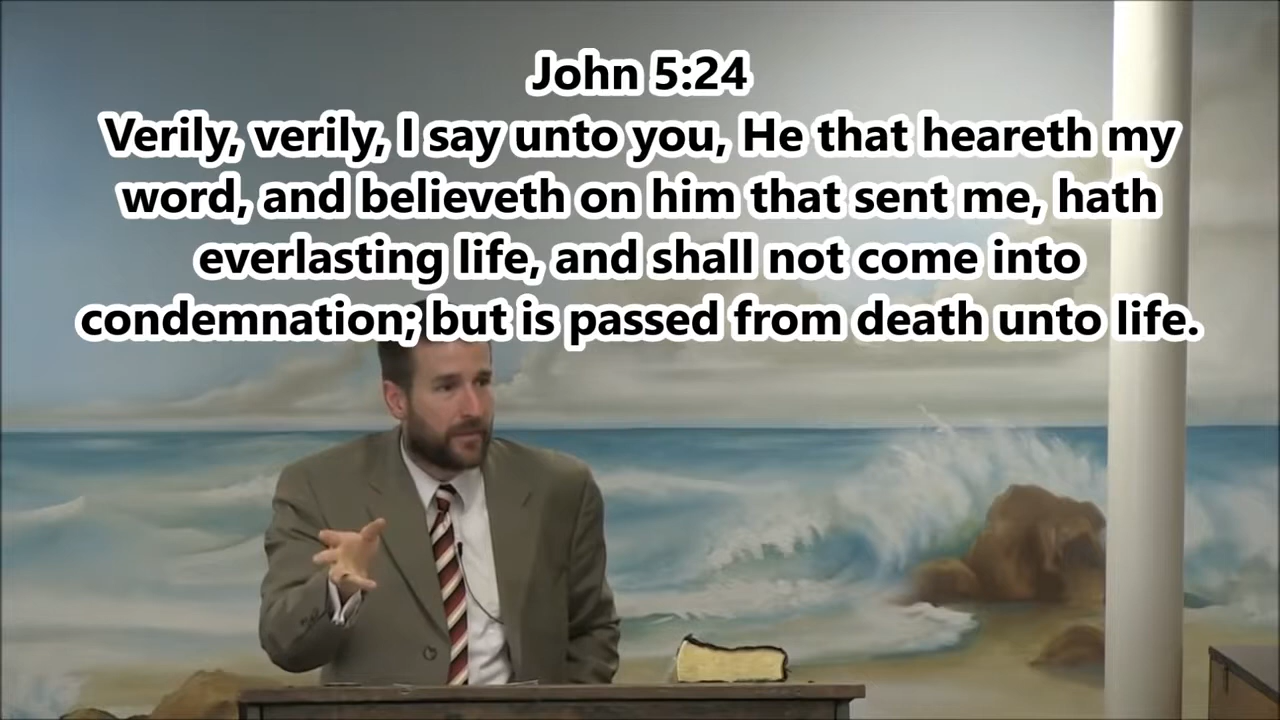 John 5:24
Verily, verily, I say unto you, He that heareth my
word, and believeth on him that sent me, hath
everlasting life, and shall not come into
condemnation; but is passed from death unto life.